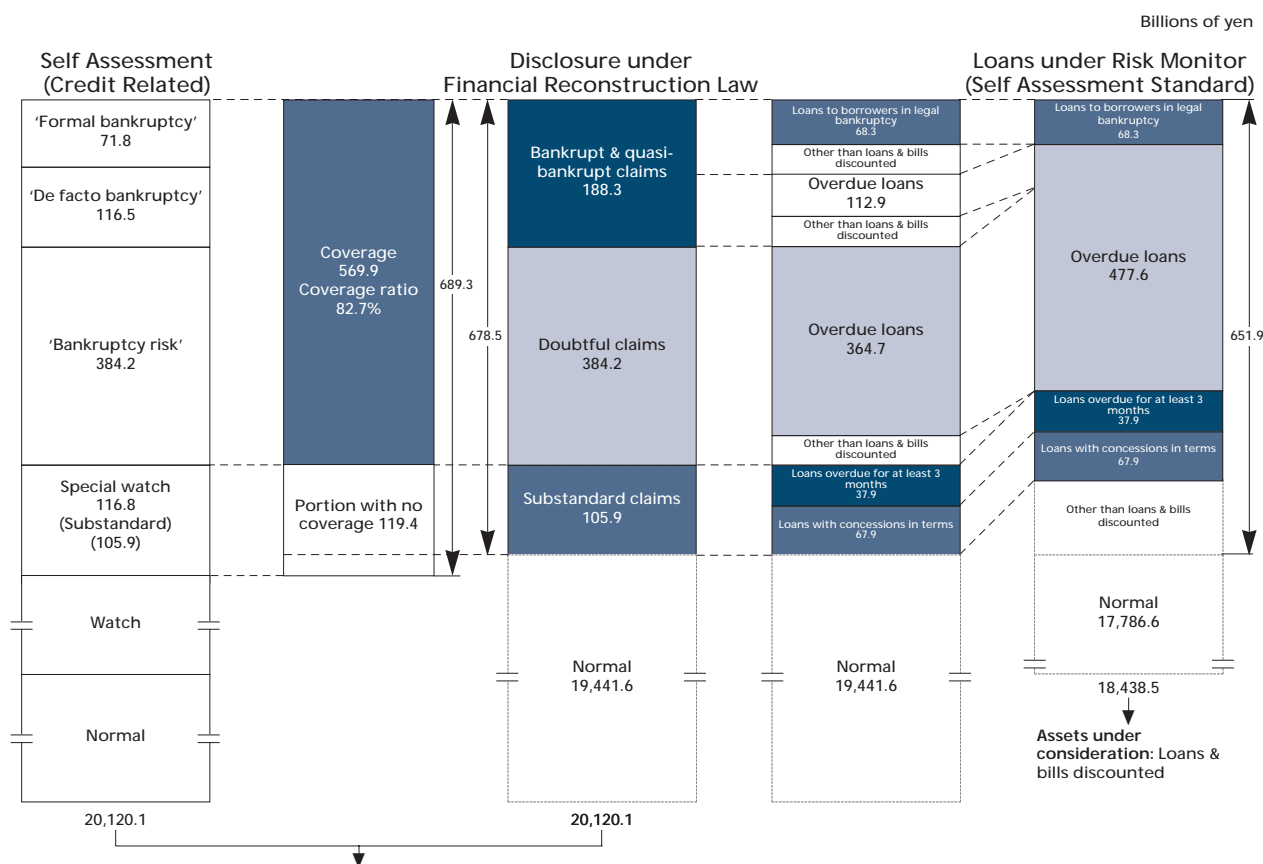 Billions of yen
Self Assessment
(Credit Related)
'Formal bankruptcy'
71.8
'De facto bankruptcy'
116.5
'Bankruptcy risk'
384.2
Special watch
116.8
(Substandard)
(105.9)
Watch
Normal
20,120.1
Coverage
569.9
Coverage ratio
82.7%
Portion with no
coverage 119.4
689.3
678.5
Disclosure under
Financial Reconstruction Law
Bankrupt & quasi-
bankrupt claims
188.3
Doubtful claims
384.2
Substandard claims
105.9
Normal
19,441.6
20,120.1
Loans to borrowers in legal
bankruptcy
68.3
Other than loans & bills
discounted
Overdue loans
112.9
Other than loans & bills
discounted
Overdue loans
364.7
Other than loans & bills
discounted
Loans overdue for at least 3
months
37.9
Loans with concessions in terms
67.9
Normal
19,441.6
Loans under Risk Monitor
(Self Assessment Standard)
Loans to borrowers in legal
bankruptcy
68.3
Overdue loans
477.6
Loans overdue for at least 3
months
37.9
Loans with concessions in terms
67.9
Other than loans & bills
discounted
651.9
Normal
17,786.6
18,438.5
Assets under
consideration: Loans &
bills discounted